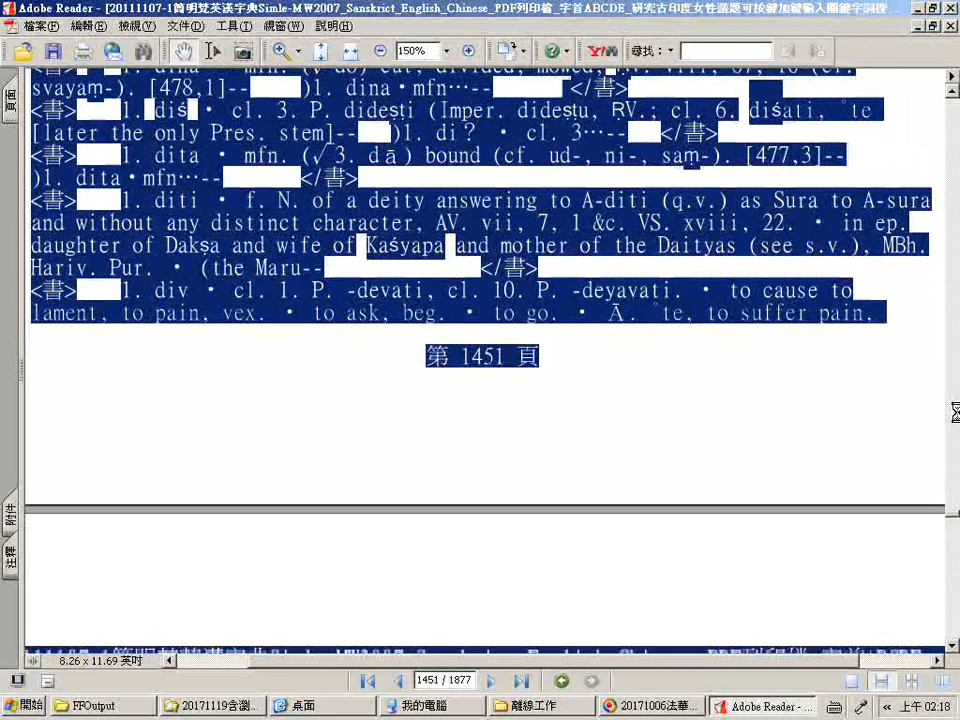 Adobe Reader - [20111107-1簡明梵英漢字典Simle-MW2007_Sanskrict_English_Chinese_PDF列印檔_字首ABCDE_研究古印度女性議題可按鍵加鍵輸入關鍵字詞搜
檔案(F) 編輯(E) 檢視(V) 文件(D) 工具(T) 視窗(W) 說明(H)
150% 尋找：
頁面
svayaṃ-). [478,1]-- )1. dina·mfn···-- </書>
<書> 1. diś · cl. 3. P. dideṣṭi (Imper. dideṣṭu, RV.; cl. 6. diśati, °te
[later the only Pres. stem]-- )1. di？ · cl. 3···-- </書>
<書> 1. dita · mfn. (√ 3. dā) bound (cf. ud-, ni-, saṃ-). [477,3]--
)1. dita·mfn···-- </書>
<書> 1. diti · f. N. of a deity answering to A-diti (q.v.) as Sura to A-sura
and without any distinct character, AV. vii, 7, 1 &c. VS. xviii, 22. · in ep.
daughter of Dakṣa and wife of Kaśyapa and mother of the Daityas (see s.v.), MBh.
Hariv. Pur. · (the Maru-- </書>
<書> 1. div · cl. 1. P. -devati, cl. 10. P. -deyavati. · to cause to
lament, to pain, vex. · to ask, beg. · to go. · Ā. °te, to suffer pain,
第 1451 頁
附件
注釋
8.26 x 11.69 英吋
1451 / 1877
開始 FFOutput 20171119含瀏... 桌面 我的電腦 離線工作 20171006法華... Adobe Reader - ... 上午 02:18